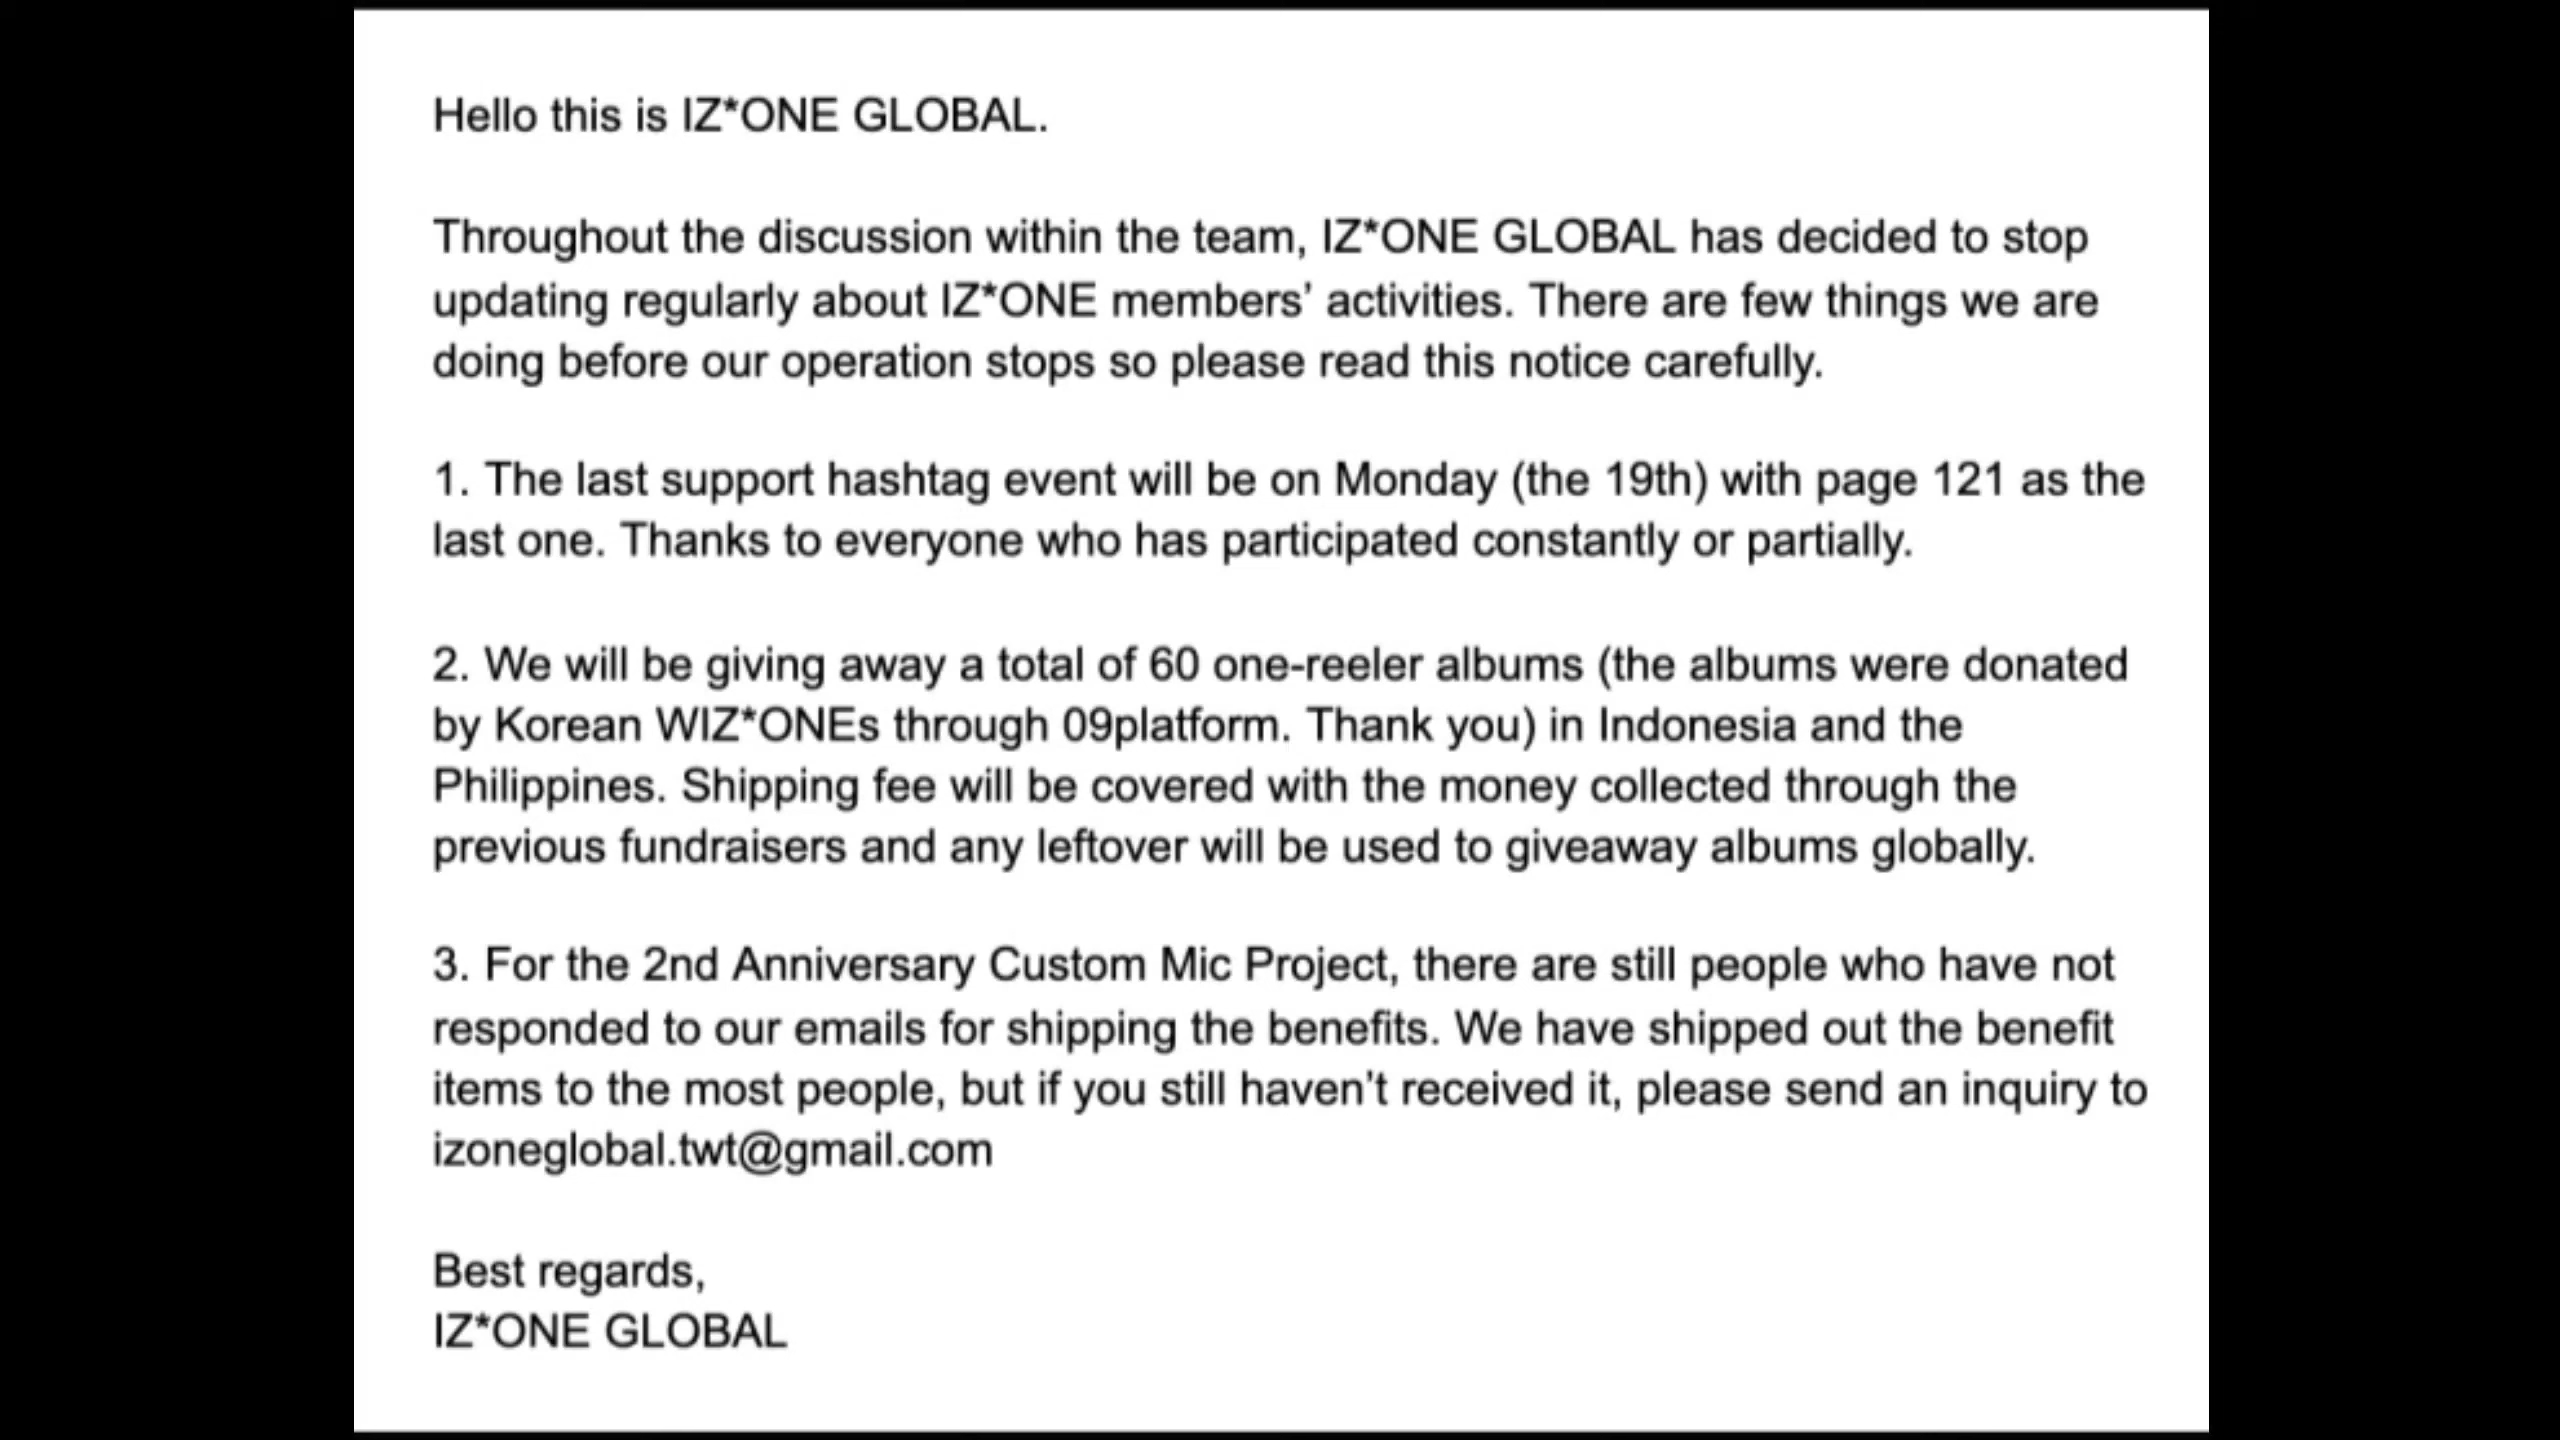 Hello this is IZ*ONE GLOBAL.
Throughout the discussion within the team, IZ*ONE GLOBAL has decided to stop
updating regularly about IZ*ONE members’ activities. There are few things we are
doing before our operation stops so please read this notice carefully.
1. The last support hashtag event will be on Monday (the 19th) with page 121 as the
last one. Thanks to everyone who has participated constantly or partially.
2. We will be giving away a total of 60 one-reeler albums (the albums were donated
by Korean WIZ*ONEs through 09platform. Thank you) in Indonesia and the
Philippines. Shipping fee will be covered with the money collected through the
previous fundraisers and any leftover will be used to giveaway albums globally.
3. For the 2nd Anniversary Custom Mic Project, there are still people who have not
responded to our emails for shipping the benefits. We have shipped out the benefit
items to the most people, but if you still haven’t received it, please send an inquiry to
izoneglobal.twt@gmail.com
Best regards,
IZ*ONE GLOBAL